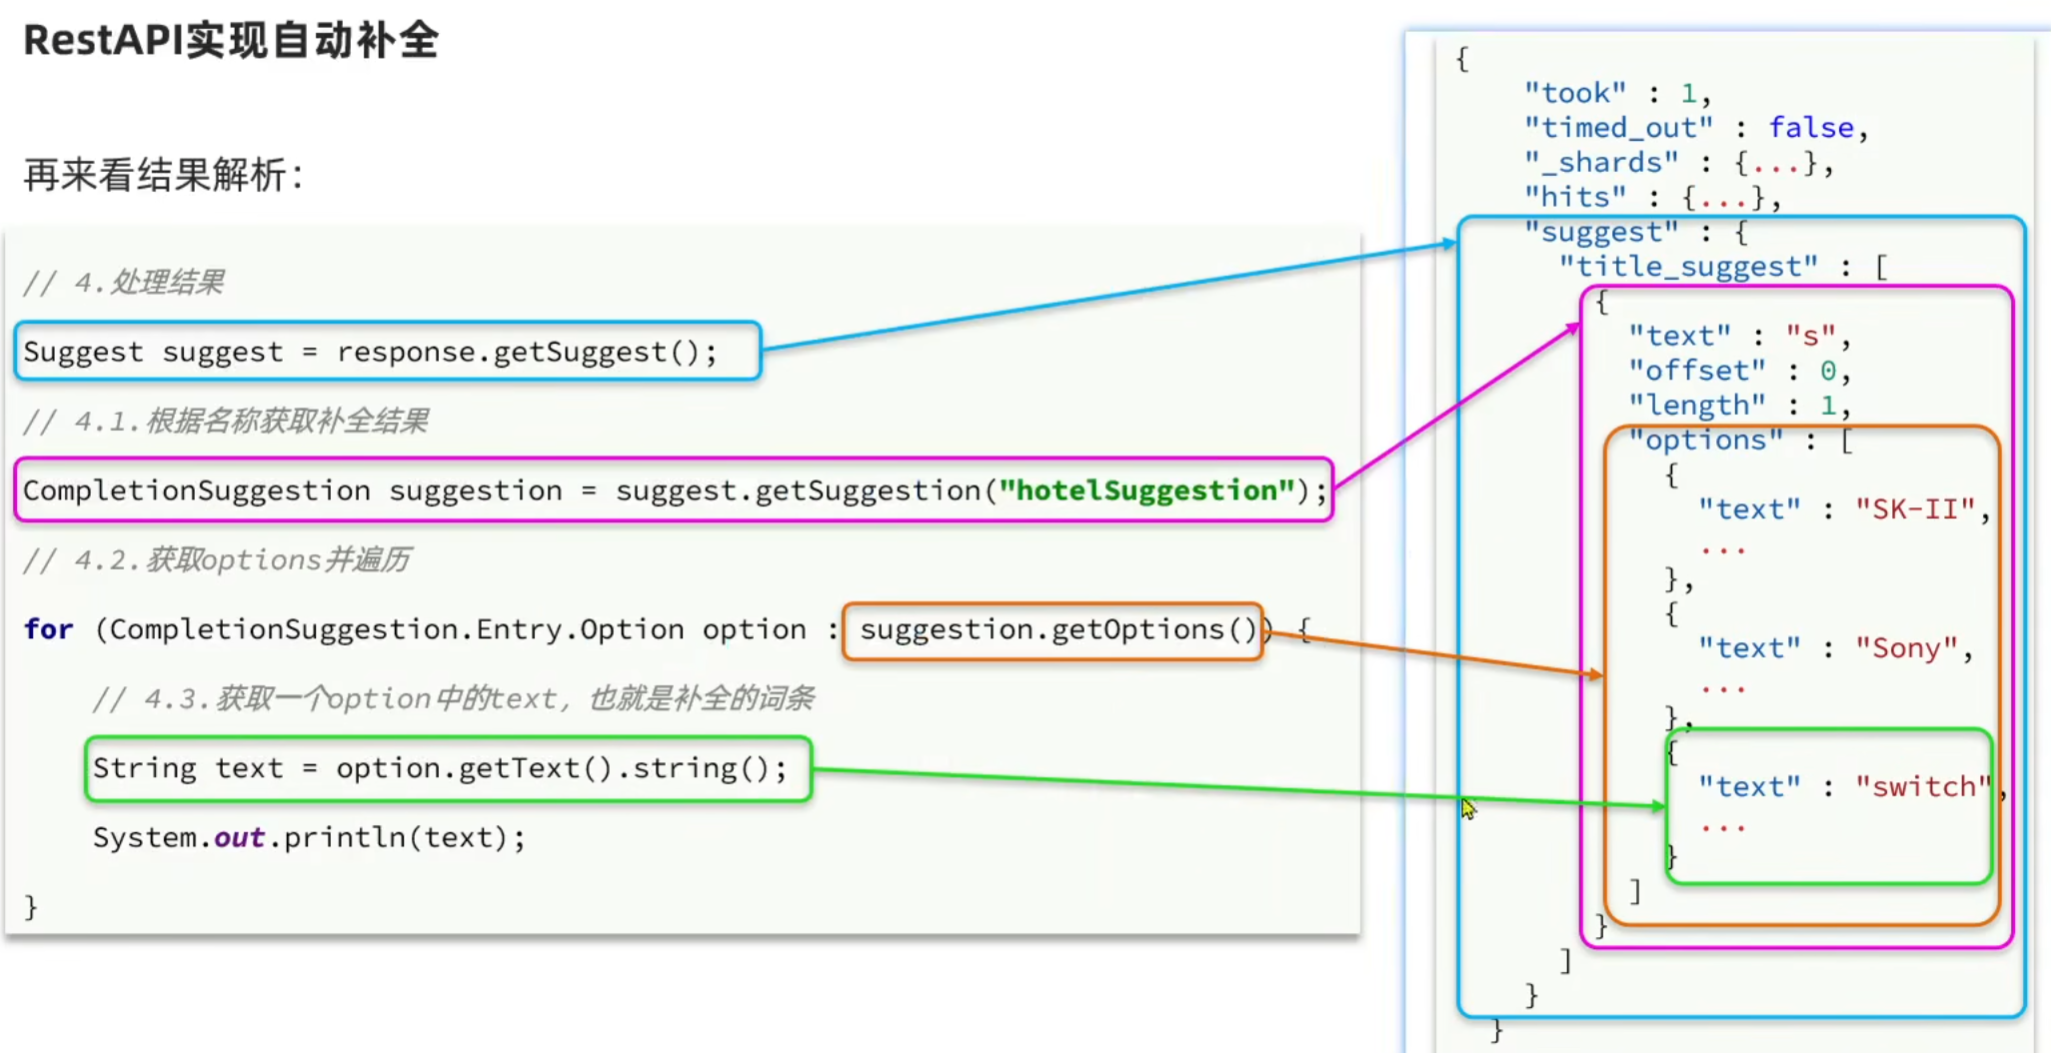 RestAPI实现自动补全
再来看结果解析：
// 4.处理结果
Suggest suggest = response.getSuggest();
// 4.1.根据名称获取补全结果
CompletionSuggestion suggestion = suggest.getSuggestion("hotelSuggestion");
// 4.2.获取options并遍历
for (CompletionSuggestion.Entry.Option option : suggestion.getOptions()) {
// 4.3.获取一个option中的text，也就是补全的词条
String text = option.getText().string();
System.out.println(text);
}
{
"took" : 1,
"timed_out" : false,
"_shards" : {...},
"hits" : {...},
"suggest" : {
"title_suggest" : [
{
"text" : "s",
"offset" : 0,
"length" : 1,
"options" : [
{
"text" : "SK-II",
...
},
{
"text" : "Sony",
...
},
{
"text" : "switch",
...
}
]
}
]
}
}